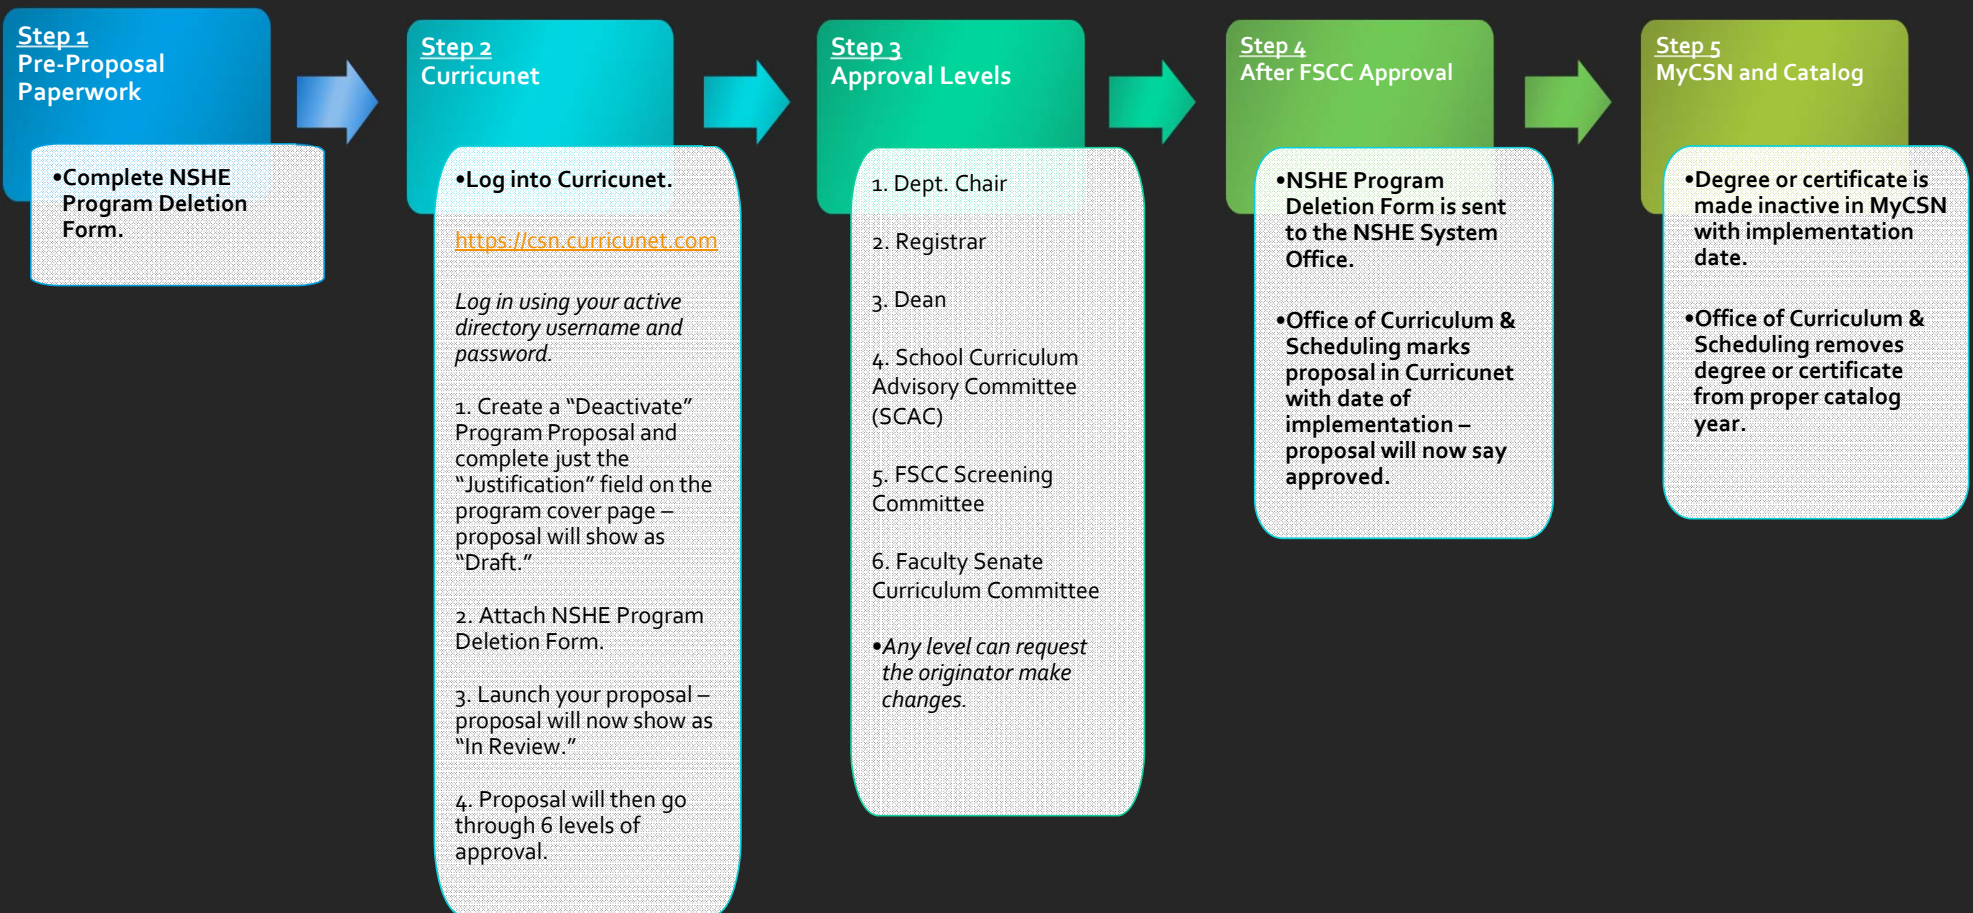 Step 1
Pre-Proposal
Paperwork
•Complete NSHE
Program Deletion
Form.
Step 2
Curricunet
•Log into Curricunet.
https://csn.curricunet.com
Log in using your active
directory username and
password.
1. Create a “Deactivate”
Program Proposal and
complete just the
“Justification” field on the
program cover page –
proposal will show as
“Draft.”
2. Attach NSHE Program
Deletion Form.
3. Launch your proposal –
proposal will now show as
“In Review.”
4. Proposal will then go
through 6 levels of
approval.
Step 3
Approval Levels
1. Dept. Chair
2. Registrar
3. Dean
4. School Curriculum
Advisory Committee
(SCAC)
5. FSCC Screening
Committee
6. Faculty Senate
Curriculum Committee
•Any level can request
the originator make
changes.
Step 4
After FSCC Approval
•NSHE Program
Deletion Form is sent
to the NSHE System
Office.
•Office of Curriculum &
Scheduling marks
proposal in Curricunet
with date of
implementation –
proposal will now say
approved.
Step 5
MyCSN and Catalog
•Degree or certificate is
made inactive in MyCSN
with implementation
date.
•Office of Curriculum &
Scheduling removes
degree or certificate
from proper catalog
year.